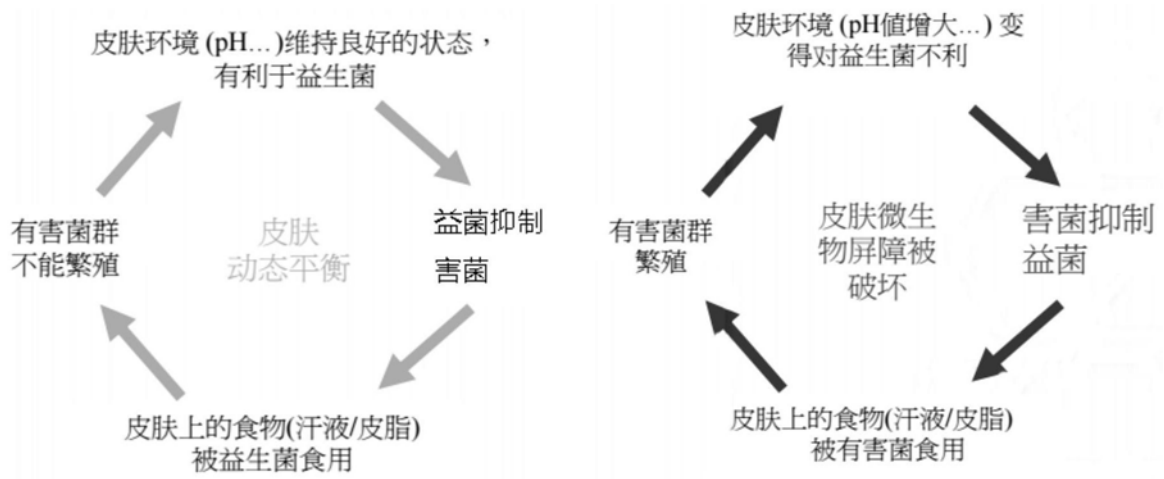 皮肤环境 (pH...)维持良好的状态，
有利于益生菌
益菌抑制
害菌
皮肤上的食物(汗液/皮脂)
被益生菌食用
有害菌群
不能繁殖
皮肤
动态平衡
皮肤环境 (pH值增大...) 变
得对益生菌不利
害菌抑制
益菌
皮肤上的食物(汗液/皮脂)
被有害菌食用
有害菌群
繁殖
皮肤微生
物屏障被
破坏